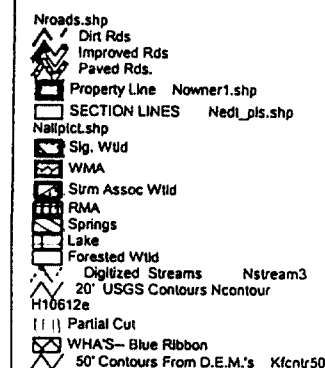 Nroads.shp
Dirt Rds
Improved Rds
Paved Rds.
Property Line Nowner1.shp
SECTION LINES Nedl_pls.shp
Nallpict.shp
Sig. Wtld
WMA
Strm Assoc Wtld
RMA
Springs
Lake
Forested Wtld
Digitized Streams Nstream3
20' USGS Contours Ncontour
H10612e
Partial Cut
WHA'S-- Blue Ribbon
50' Contours From D.E.M.'s Kfcntr50